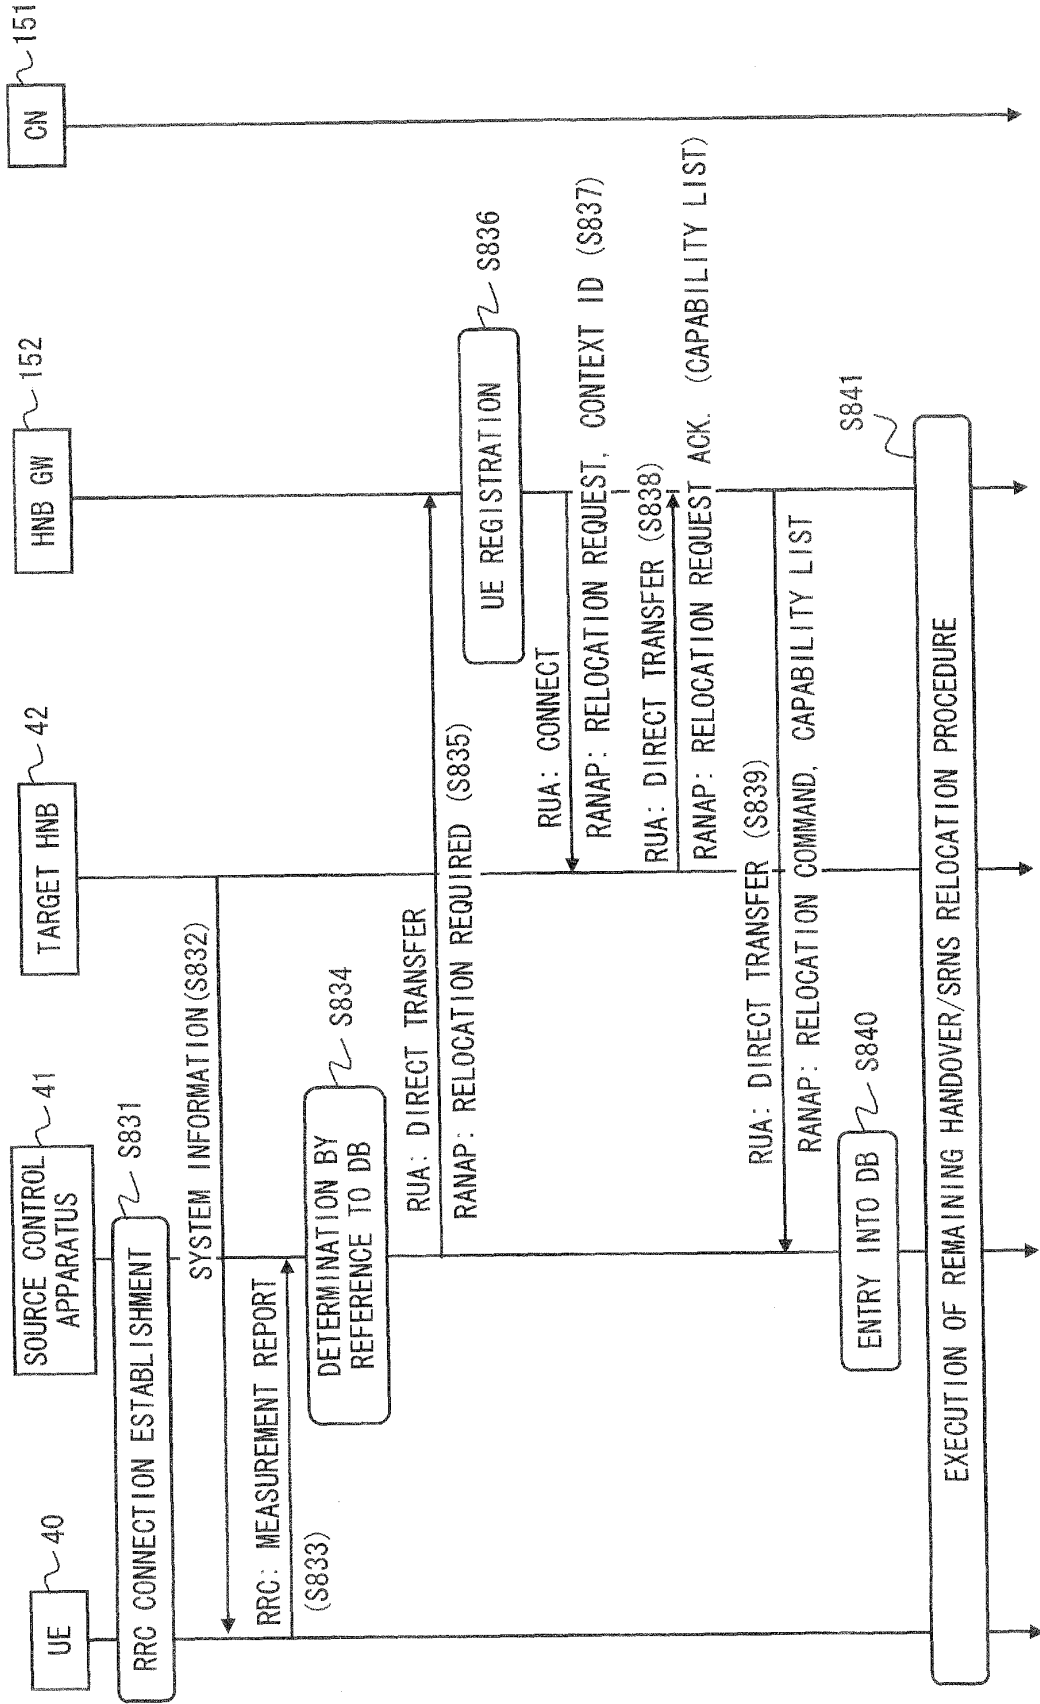 UE
40
SOURCE CONTROL
APPARATUS
41
TARGET HNB
42
HNB GW
152
CN
151
RRC CONNECTION ESTABLISHMENT
S831
SYSTEM INFORMATION(S832)
RRC: MEASUREMENT REPORT
(S833)
DETERMINATION BY
REFERENCE TO DB
S834
RUA: DIRECT TRANSFER
RANAP: RELOCATION REQUIRED (S835)
UE REGISTRATION
S836
RUA: CONNECT
RANAP: RELOCATION REQUEST, CONTEXT ID (S837)
RUA: DIRECT TRANSFER (S838)
RANAP: RELOCATION REQUEST ACK. (CAPABILITY LIST)
RUA: DIRECT TRANSFER (S839)
RANAP: RELOCATION COMMAND, CAPABILITY LIST
ENTRY INTO DB
S840
EXECUTION OF REMAINING HANDOVER/SRNS RELOCATION PROCEDURE
S841